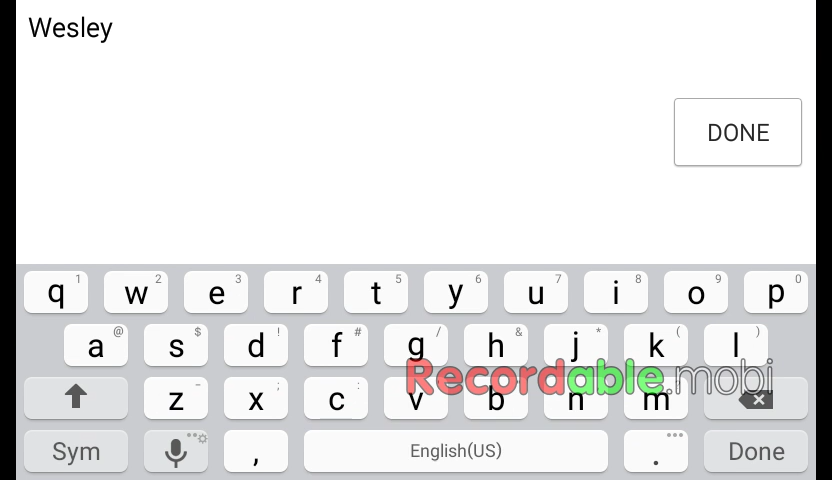 Wesley
DONE
q 1 w 2 e 3 r 4 t 5 y 6 u 7 i 8 o 9 p 0
a @ s $ d ! f # g / h & j * k ( l )
Recordable.mobi
z - x ; c : v b n m
Sym , English(US) . Done